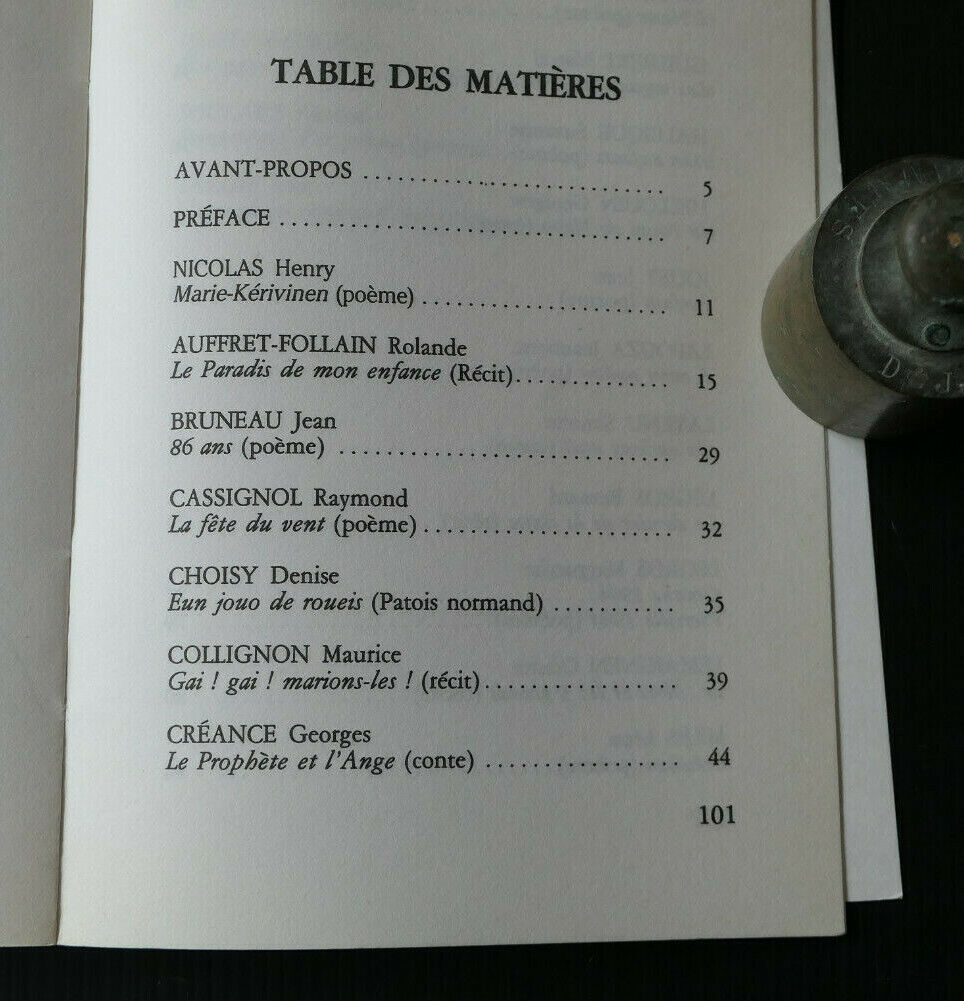 TABLE DES MATIÈRES
AVANT-PROPOS .............................. 5
PRÉFACE ...................................... 7
NICOLAS Henry
Marie-Kérivinen (poème) ........................ 11
AUFFRET-FOLLAIN Rolande
Le Paradis de mon enfance (Récit)............... 15
BRUNEAU Jean
86 ans (poème) ................................. 29
CASSIGNOL Raymond
La fête du vent (poème) ........................ 32
CHOISY Denise
Eun jouo de roueis (Patois normand) ............ 35
COLLIGNON Maurice
Gai ! gai ! marions-les ! (récit)................... 39
CRÉANCE Georges
Le Prophète et l'Ange (conte) .................. 44
101